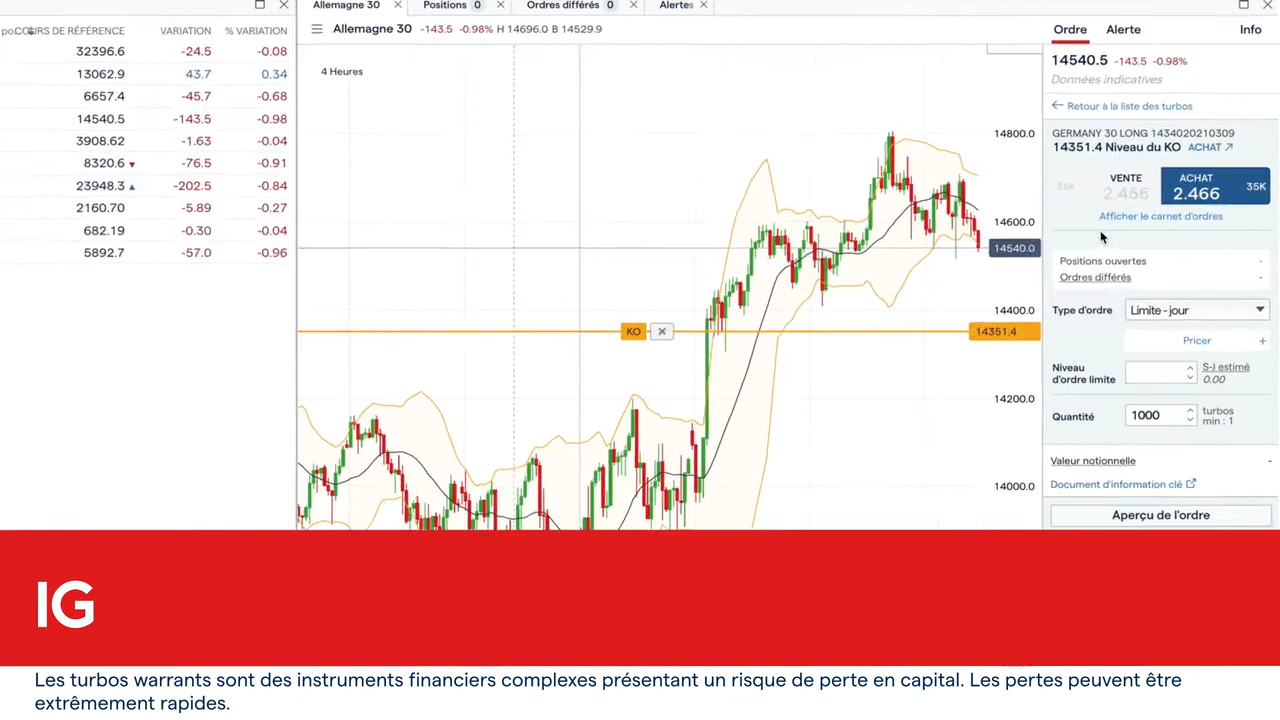 Allemagne 30
Positions 0
Ordres différés 0
Alertes
COURS DE RÉFÉRENCE VARIATION % VARIATION
32396.6 -24.5 -0.08
13062.9 43.7 0.34
6657.4 -45.7 -0.68
14540.5 -143.5 -0.98
3908.62 -1.63 -0.04
8320.6 -76.5 -0.91
23948.3 -202.5 -0.84
2160.70 -5.89 -0.27
682.19 -0.30 -0.04
5892.7 -57.0 -0.96
Allemagne 30 -143.5 -0.98% H 14696.0 B 14529.9
4 Heures
14800.0
14600.0
14540.0
14400.0
KO
14351.4
14200.0
14000.0
Ordre Alerte Info
14540.5 -143.5 -0.98%
Données indicatives
Retour à la liste des turbos
GERMANY 30 LONG 1434020210309
14351.4 Niveau du KO ACHAT
36K VENTE 2.456
ACHAT 2.466 35K
Afficher le carnet d'ordres
Positions ouvertes -
Ordres différés -
Type d'ordre Limite - jour
Pricer +
Niveau d'ordre limite
S-J estimé
0.00
Quantité 1000 turbos
min : 1
Valeur notionnelle -
Document d'information clé
Aperçu de l'ordre
IG
Les turbos warrants sont des instruments financiers complexes présentant un risque de perte en capital. Les pertes peuvent être
extrêmement rapides.